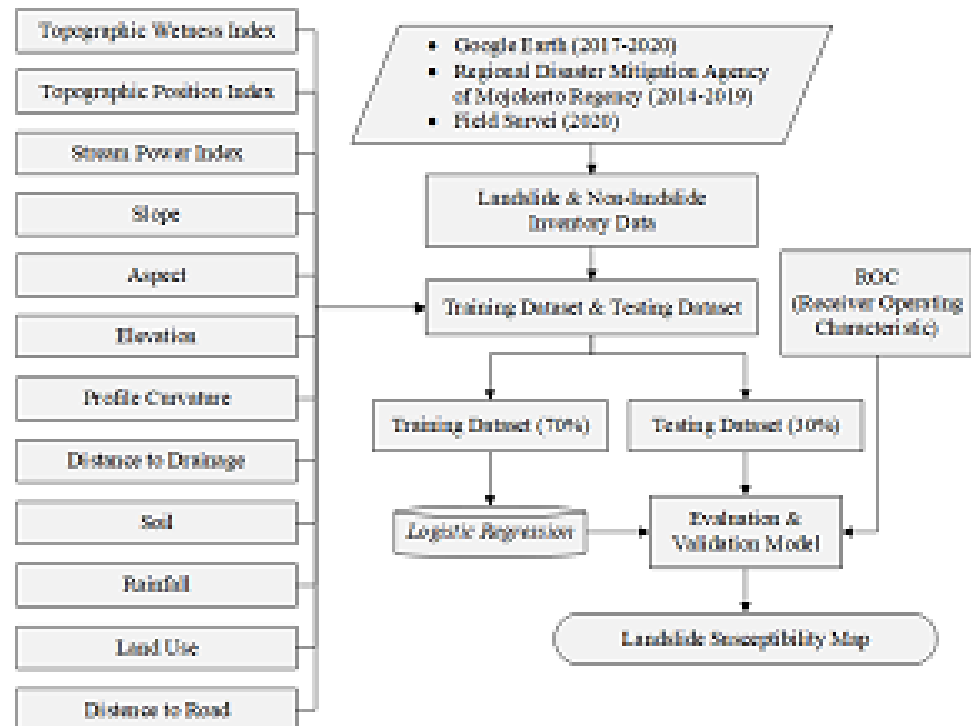 Topographic Wetness Index
Topographic Position Index
Stream Power Index
Slope
Aspect
Elevation
Profile Curvature
Distance to Drainage
Soil
Rainfall
Land Use
Distance to Road
• Google Earth (2017-2020)
• Regional Disaster Mitigation Agency
of Mojokerto Regency (2014-2019)
• Field Survei (2020)
Landslide & Non-landslide
Inventory Data
Training Dataset & Testing Dataset
ROC
(Receiver Operating
Characteristic)
Training Dataset (70%)
Testing Dataset (30%)
Logistic Regression
Evaluation &
Validation Model
Landslide Susceptibility Map